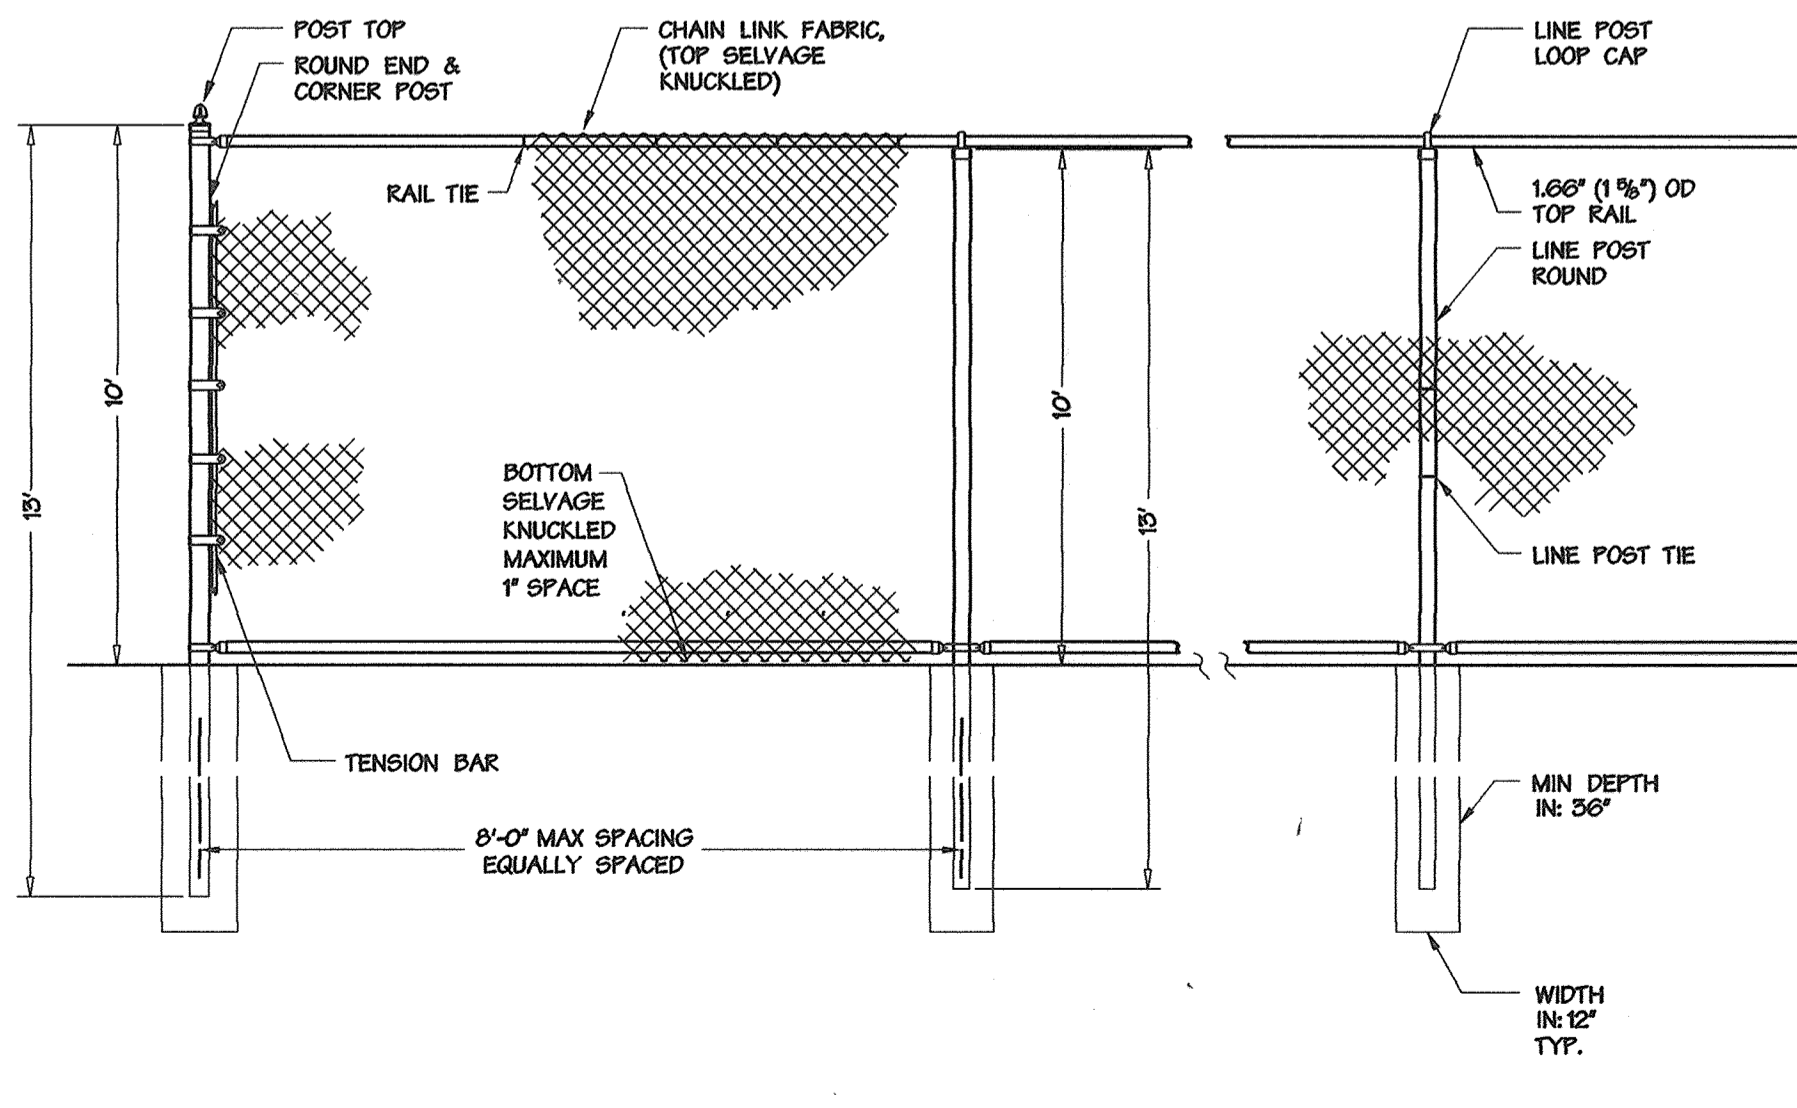 POST TOP
ROUND END &
CORNER POST
CHAIN LINK FABRIC,
(TOP SELVAGE
KNUCKLED)
LINE POST
LOOP CAP
RAIL TIE
1.66" (1 5/8") OD
TOP RAIL
LINE POST
ROUND
10'
13'
10'
13'
BOTTOM
SELVAGE
KNUCKLED
MAXIMUM
1" SPACE
LINE POST TIE
TENSION BAR
MIN DEPTH
IN: 36"
8'-0" MAX SPACING
EQUALLY SPACED
WIDTH
IN: 12"
TYP.